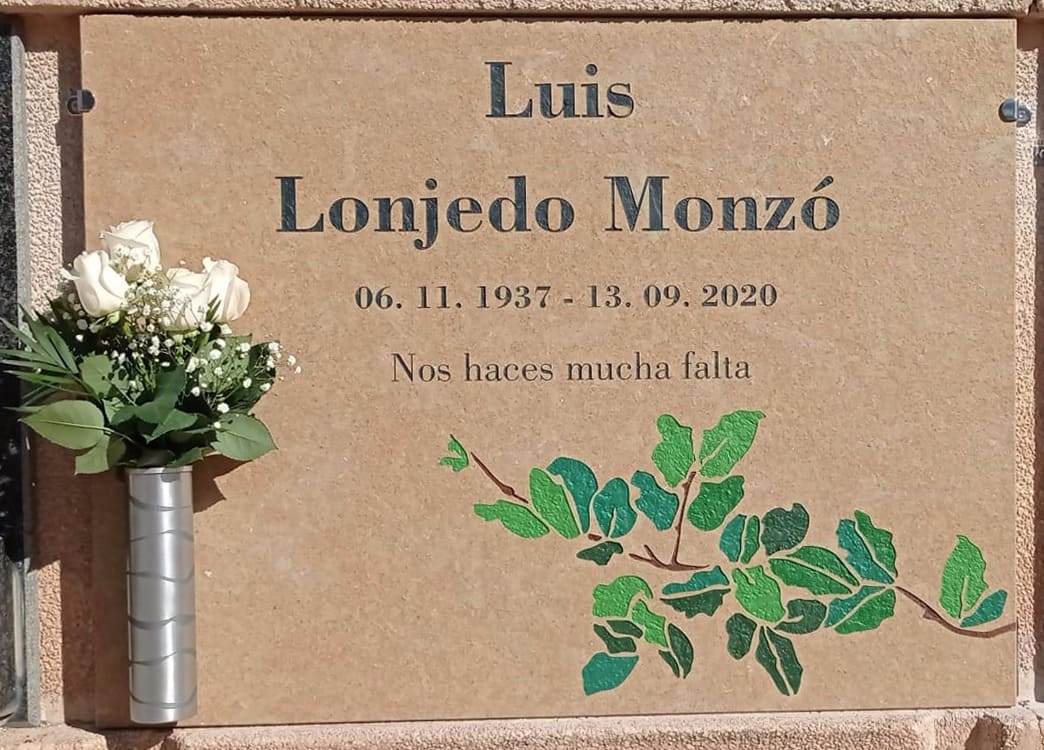 Luis
Lonjedo Monzó
06. 11. 1937 - 13. 09. 2020
Nos haces mucha falta